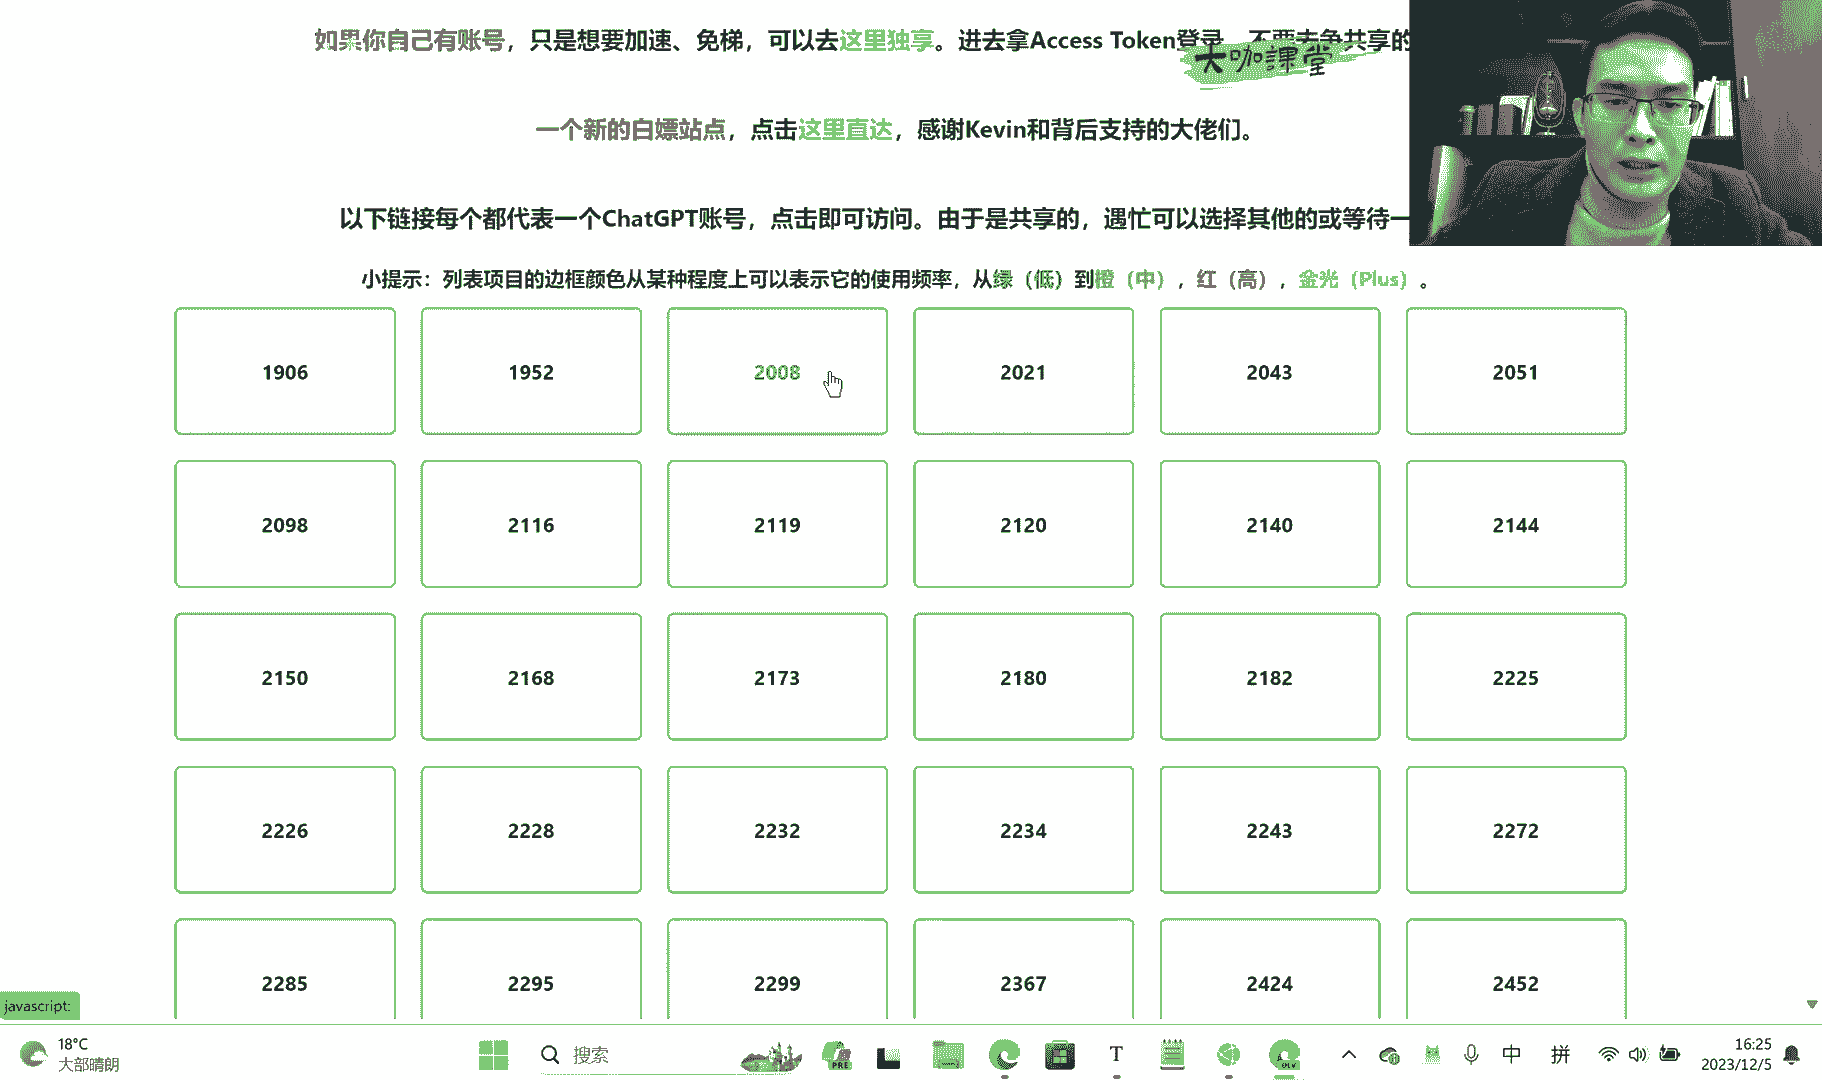 如果你自己有账号，只是想要加速、免梯，可以去这里独享。进去拿Access Token登录，不要去争共享的
大咖課堂
一个新的白嫖站点，点击这里直达，感谢Kevin和背后支持的大佬们。
以下链接每个都代表一个ChatGPT账号，点击即可访问。由于是共享的，遇忙可以选择其他的或等待一
小提示：列表项目的边框颜色从某种程度上可以表示它的使用频率，从绿（低）到橙（中），红（高），金光（Plus）。
1906 1952 2008 2021 2043 2051
2098 2116 2119 2120 2140 2144
2150 2168 2173 2180 2182 2225
2226 2228 2232 2234 2243 2272
2285 2295 2299 2367 2424 2452
javascript:
18°C
大部晴朗
搜索
PRE
T
中
拼
16:25
2023/12/5